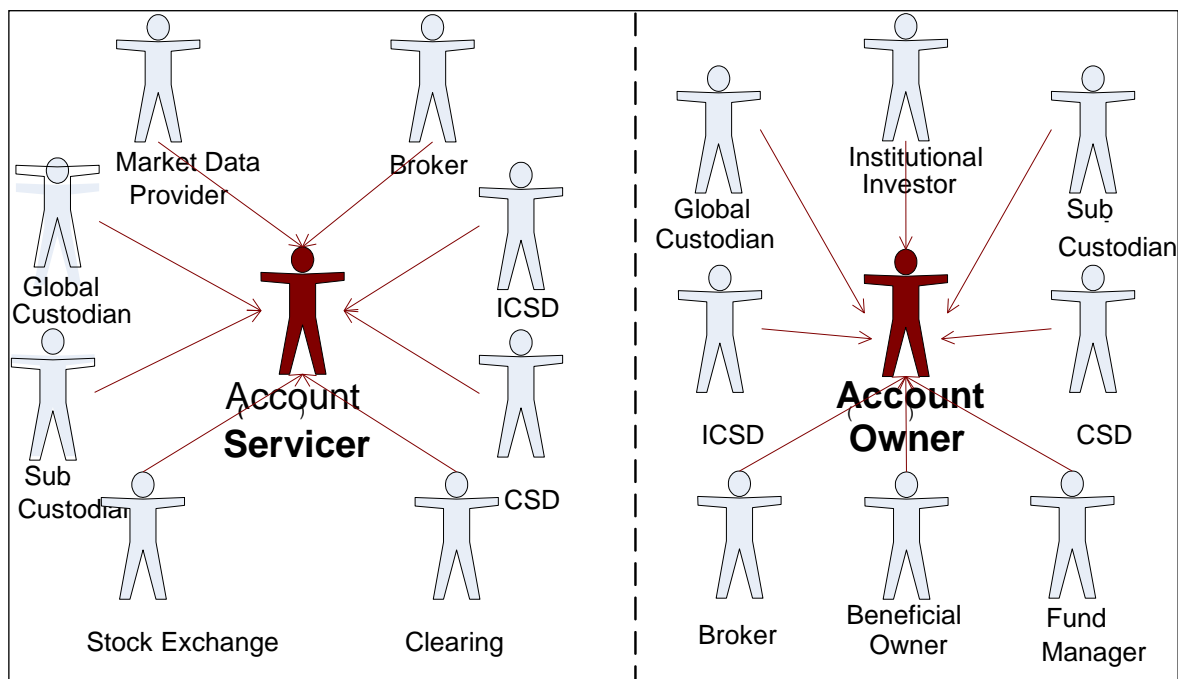 Market Data
Provider
Broker
Global
Custodian
ICSD
(Account)
Servicer
Sub
Custodian
CSD
Stock Exchange
Clearing
Institutional
Investor
Global
Custodian
Sub
Custodian
(Account)
Owner
ICSD
CSD
Broker
Beneficial
Owner
Fund
Manager